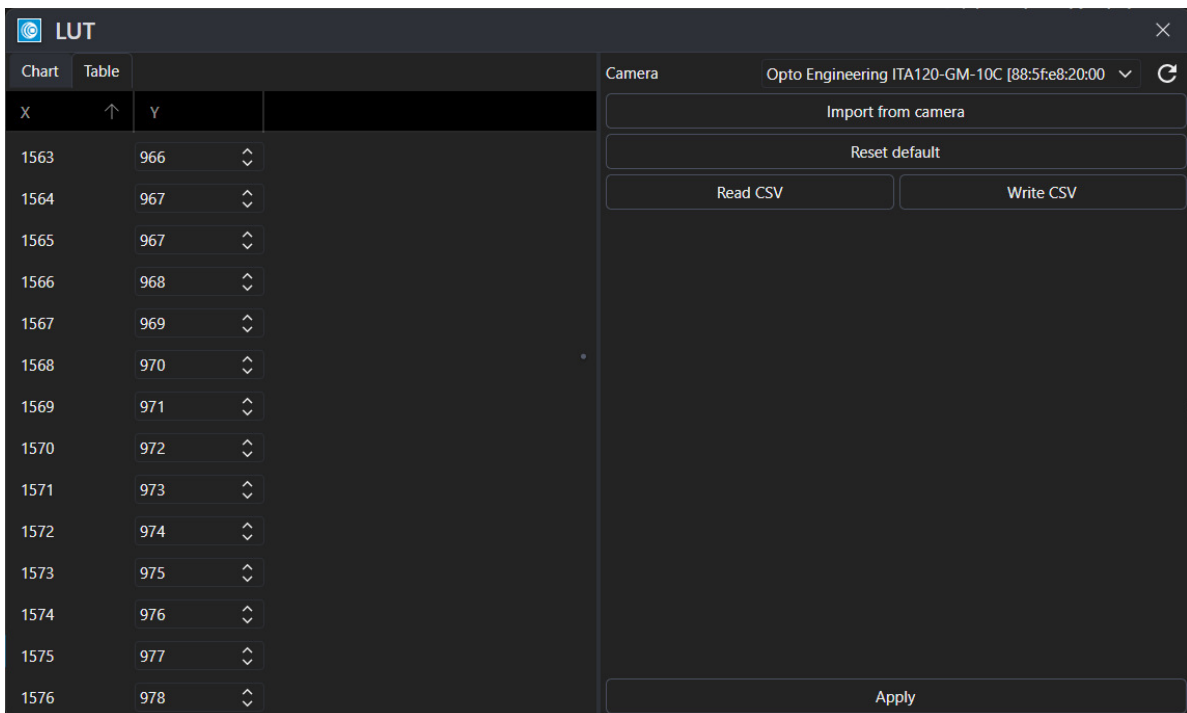 LUT
Chart Table
X Y
1563 966
1564 967
1565 967
1566 968
1567 969
1568 970
1569 971
1570 972
1571 973
1572 974
1573 975
1574 976
1575 977
1576 978
Camera Opto Engineering ITA120-GM-10C [88:5f:e8:20:00
Import from camera
Reset default
Read CSV Write CSV
Apply